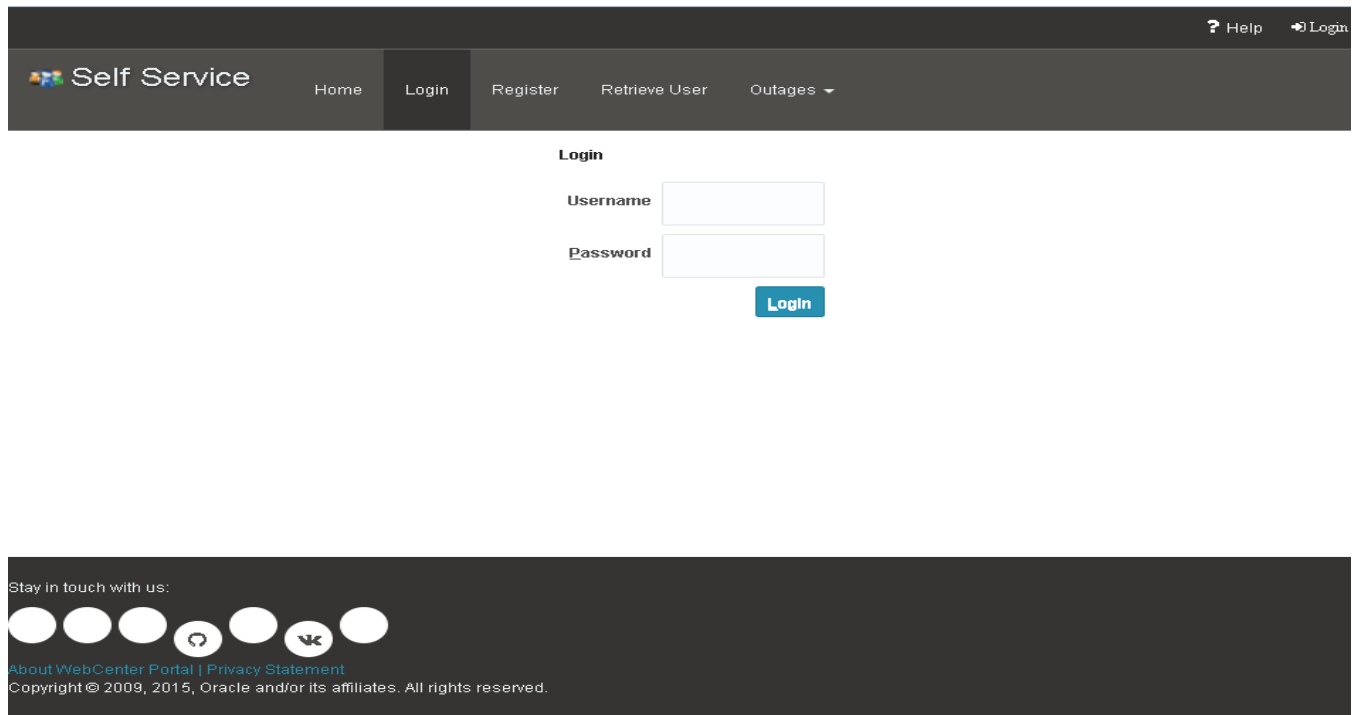 ? Help Login
Self Service Home Login Register Retrieve User Outages
Login
Username
Password
Login
Stay in touch with us:
About WebCenter Portal | Privacy Statement
Copyright © 2009, 2015, Oracle and/or its affiliates. All rights reserved.